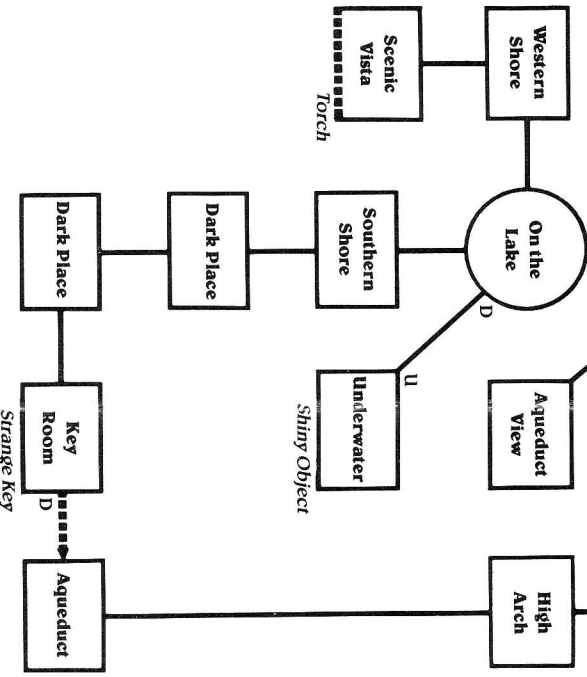 Western
Shore
On the
Lake
D
Aqueduct
View
High
Arch
Scenic
Vista
Torch
Southern
Shore
U
Underwater
Shiny Object
Dark Place
Dark Place
Key
Room
D
Strange Key
Aqueduct